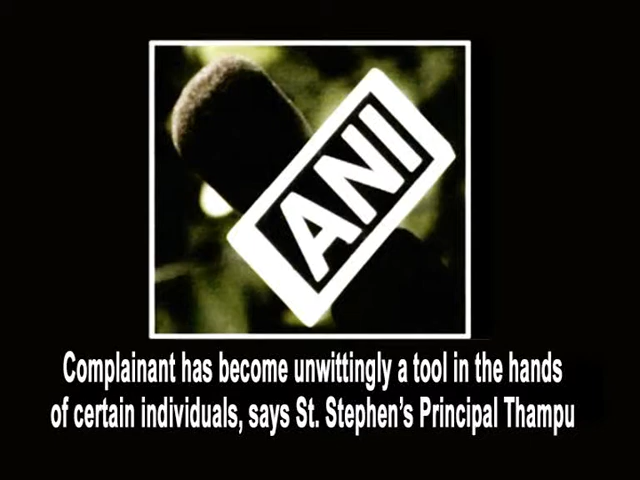 ANI
Complainant has become unwittingly a tool in the hands
of certain individuals, says St. Stephen's Principal Thampu